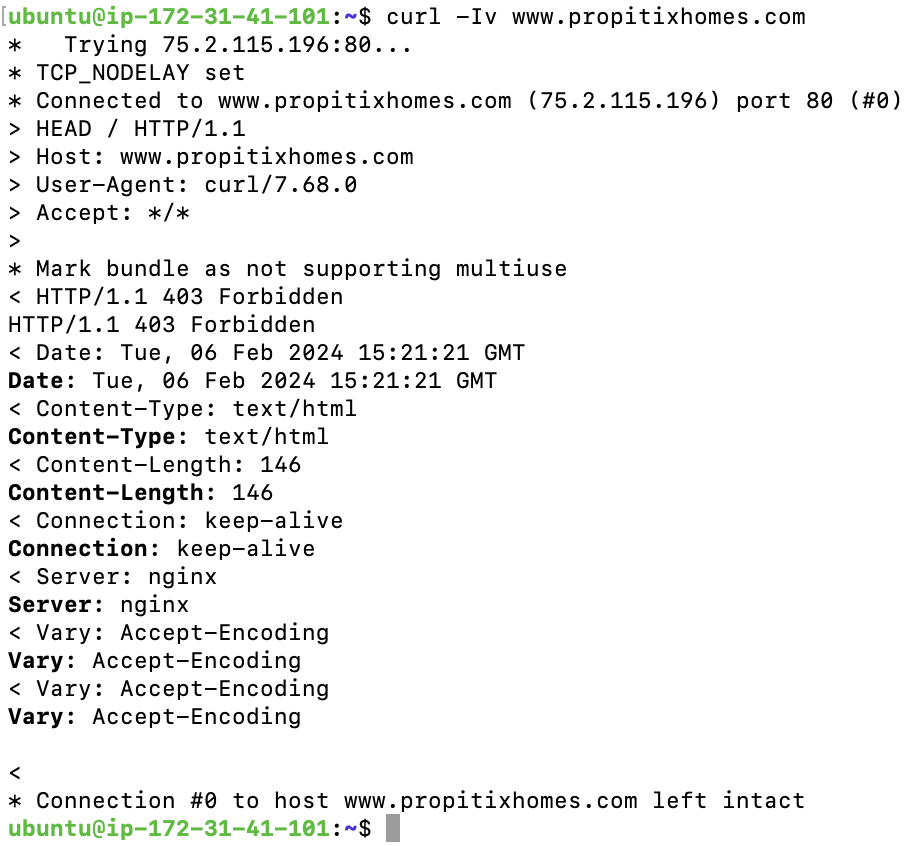 [ubuntu@ip-172-31-41-101:~$ curl -Iv www.propitixhomes.com
*   Trying 75.2.115.196:80...
* TCP_NODELAY set
* Connected to www.propitixhomes.com (75.2.115.196) port 80 (#0)
> HEAD / HTTP/1.1
> Host: www.propitixhomes.com
> User-Agent: curl/7.68.0
> Accept: */*
>
* Mark bundle as not supporting multiuse
< HTTP/1.1 403 Forbidden
HTTP/1.1 403 Forbidden
< Date: Tue, 06 Feb 2024 15:21:21 GMT
Date: Tue, 06 Feb 2024 15:21:21 GMT
< Content-Type: text/html
Content-Type: text/html
< Content-Length: 146
Content-Length: 146
< Connection: keep-alive
Connection: keep-alive
< Server: nginx
Server: nginx
< Vary: Accept-Encoding
Vary: Accept-Encoding
< Vary: Accept-Encoding
Vary: Accept-Encoding

<
* Connection #0 to host www.propitixhomes.com left intact
ubuntu@ip-172-31-41-101:~$